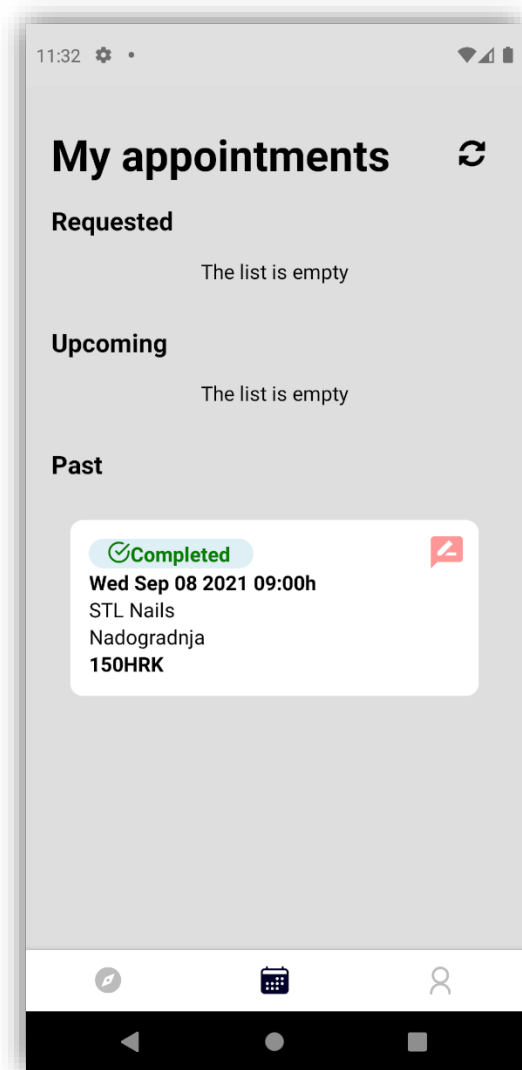 11:32
My appointments
Requested
The list is empty
Upcoming
The list is empty
Past
Completed
Wed Sep 08 2021 09:00h
STL Nails
Nadogradnja
150HRK